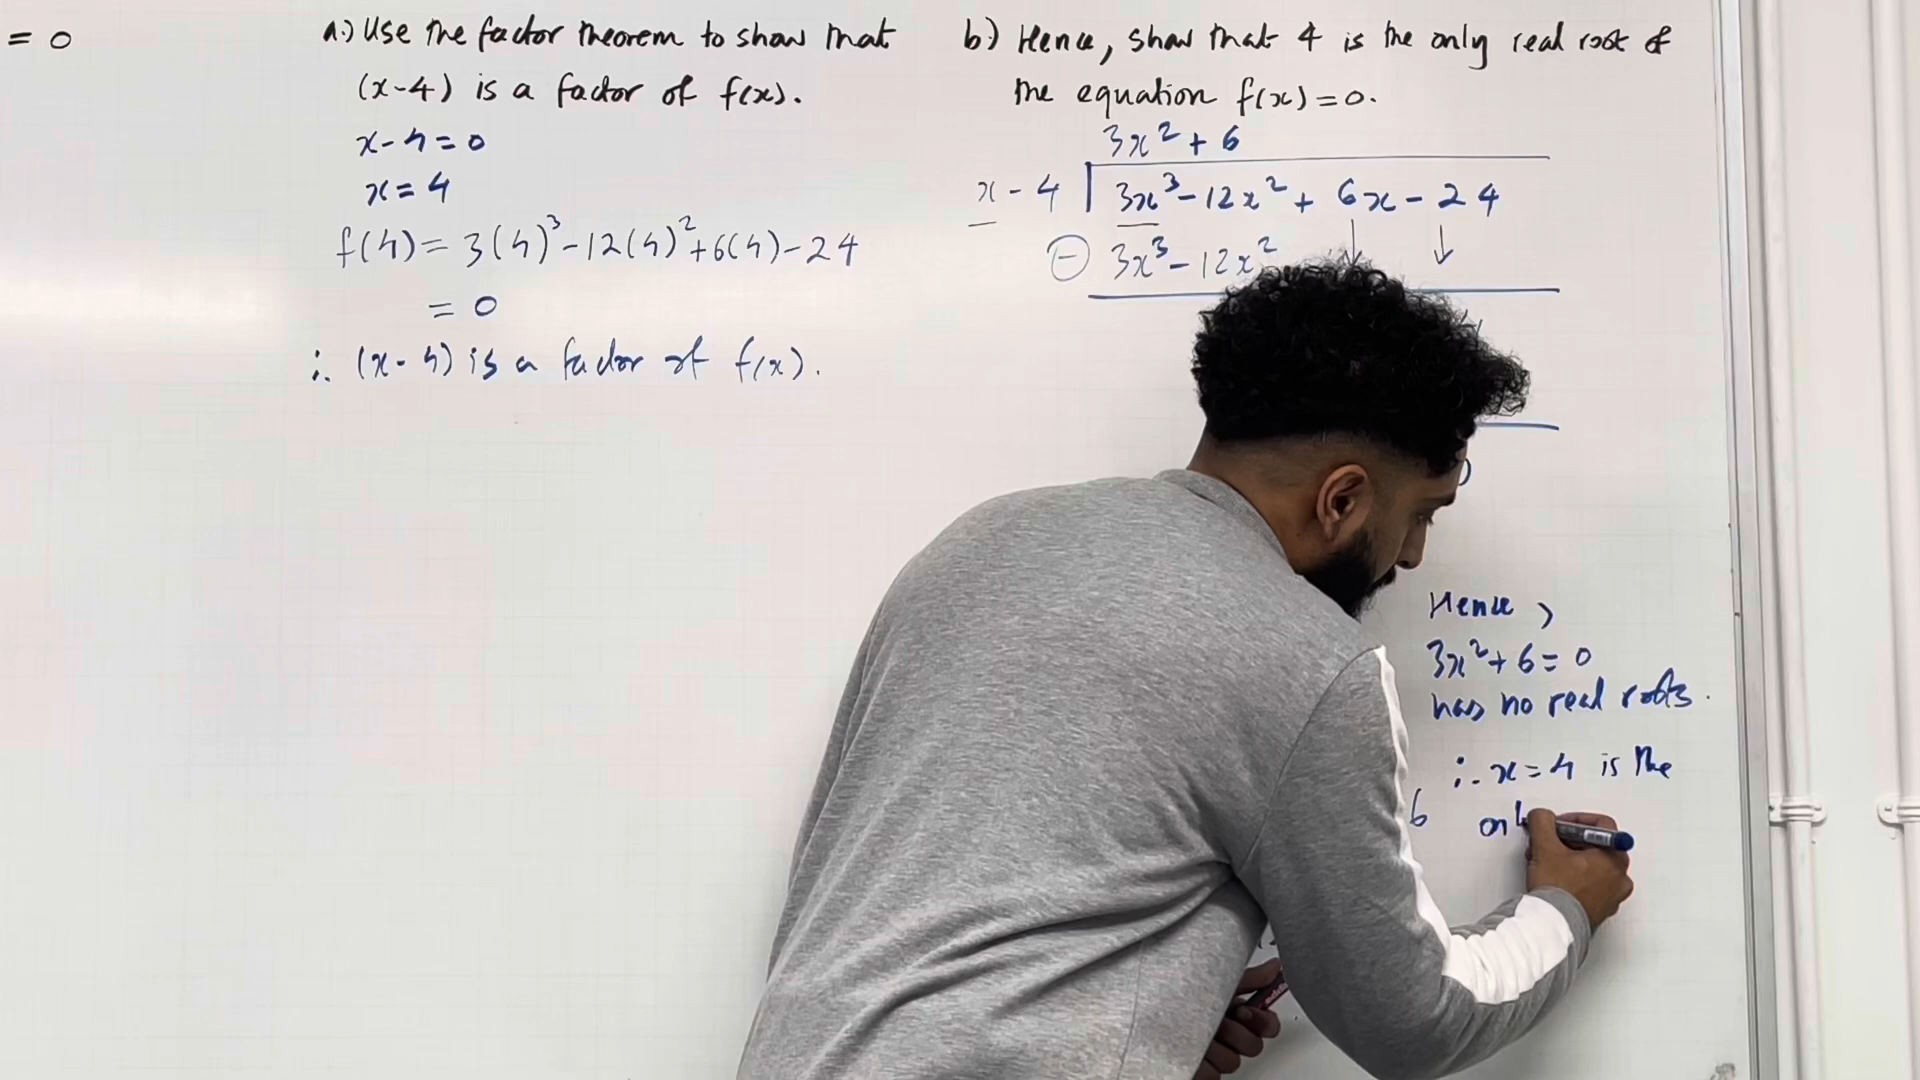 = 0
a.) Use the factor theorem to show that
(x-4) is a factor of f(x).
x-4=0
x=4
f(4)=3(4)³-12(4)²+6(4)-24
= 0
∴ (x-4) is a factor of f(x).
b) Hence, show that 4 is the only real root of
the equation f(x)=0.
3x²+6
x-4 3x³-12x²+6x-24
⊖ 3x³-12x² ↓ ↓
Hence,
3x²+6=0
has no real roots.
∴ x=4 is the
6